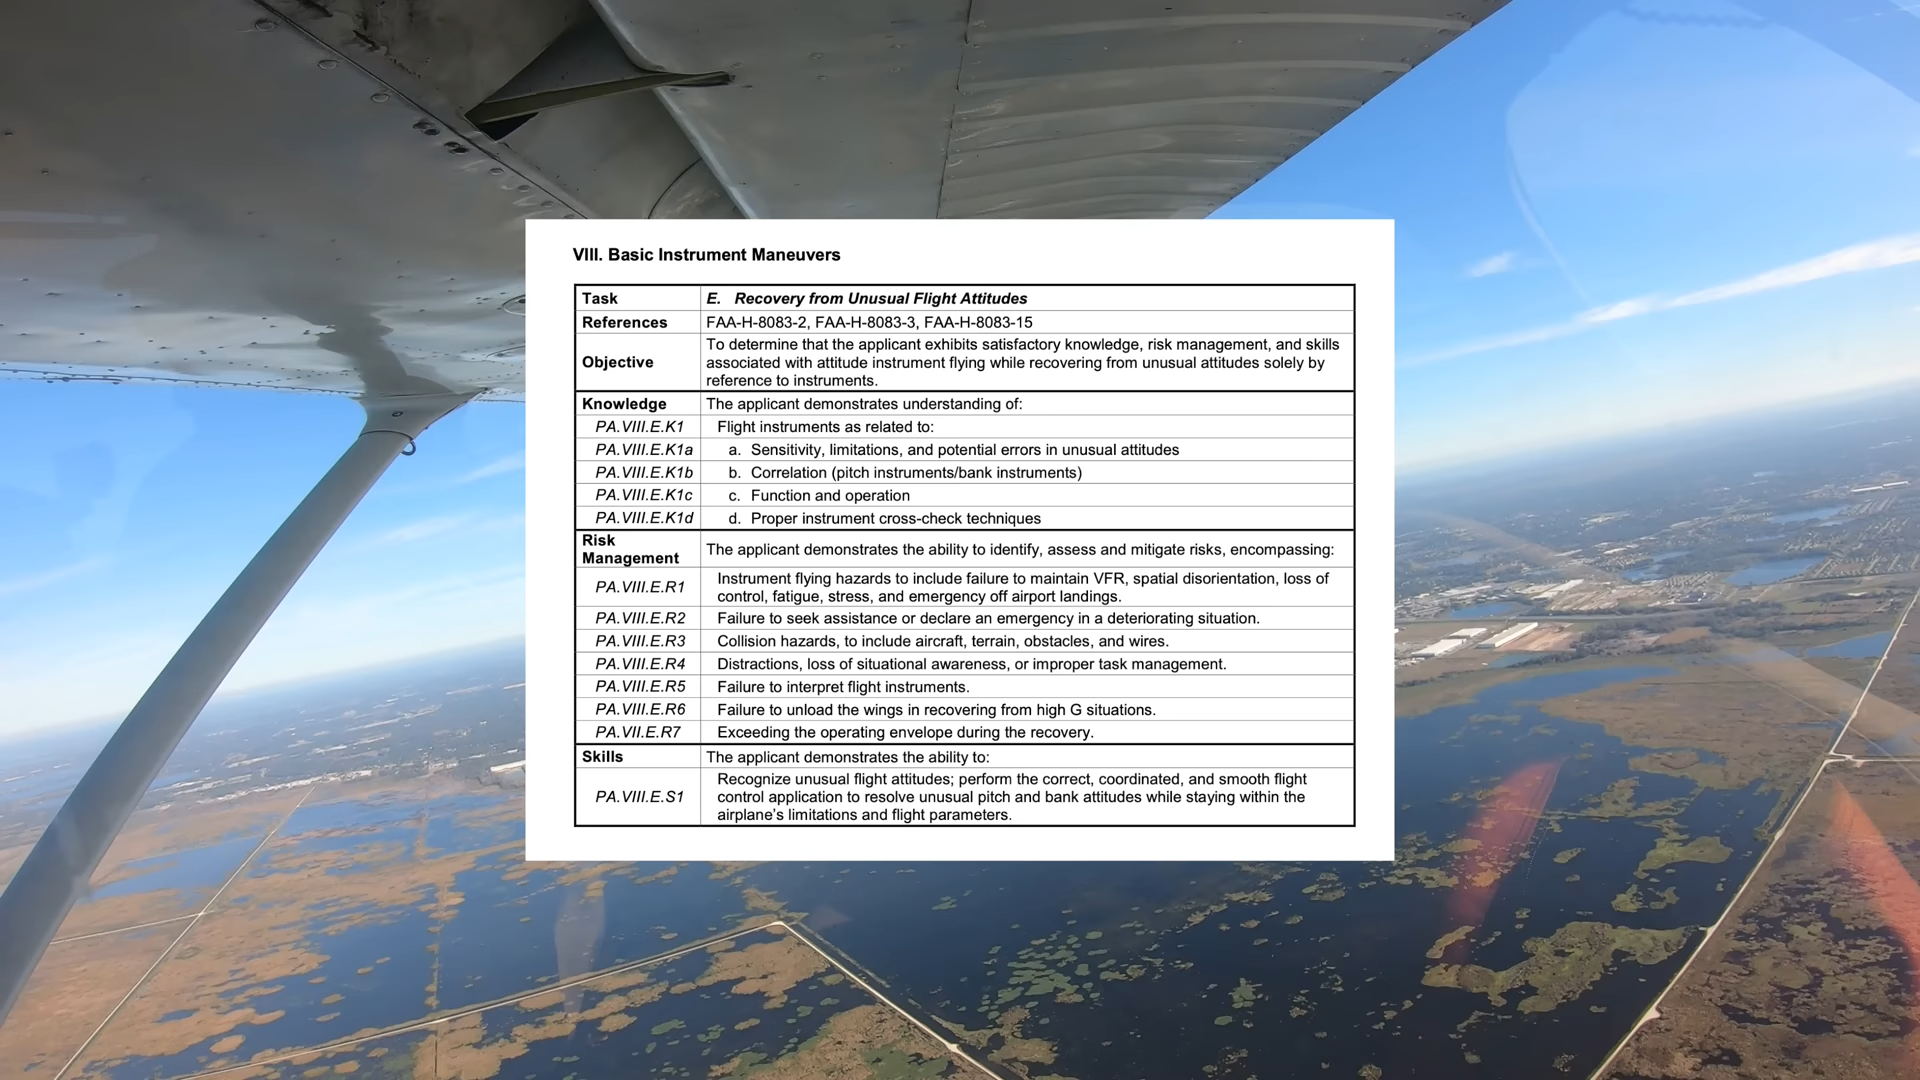 VIII. Basic Instrument Maneuvers
Task E. Recovery from Unusual Flight Attitudes
References FAA-H-8083-2, FAA-H-8083-3, FAA-H-8083-15
Objective To determine that the applicant exhibits satisfactory knowledge, risk management, and skills
associated with attitude instrument flying while recovering from unusual attitudes solely by
reference to instruments.
Knowledge The applicant demonstrates understanding of:
PA.VIII.E.K1 Flight instruments as related to:
PA.VIII.E.K1a a. Sensitivity, limitations, and potential errors in unusual attitudes
PA.VIII.E.K1b b. Correlation (pitch instruments/bank instruments)
PA.VIII.E.K1c c. Function and operation
PA.VIII.E.K1d d. Proper instrument cross-check techniques
Risk
Management The applicant demonstrates the ability to identify, assess and mitigate risks, encompassing:
PA.VIII.E.R1 Instrument flying hazards to include failure to maintain VFR, spatial disorientation, loss of
control, fatigue, stress, and emergency off airport landings.
PA.VIII.E.R2 Failure to seek assistance or declare an emergency in a deteriorating situation.
PA.VIII.E.R3 Collision hazards, to include aircraft, terrain, obstacles, and wires.
PA.VIII.E.R4 Distractions, loss of situational awareness, or improper task management.
PA.VIII.E.R5 Failure to interpret flight instruments.
PA.VIII.E.R6 Failure to unload the wings in recovering from high G situations.
PA.VII.E.R7 Exceeding the operating envelope during the recovery.
Skills The applicant demonstrates the ability to:
PA.VIII.E.S1 Recognize unusual flight attitudes; perform the correct, coordinated, and smooth flight
control application to resolve unusual pitch and bank attitudes while staying within the
airplane's limitations and flight parameters.